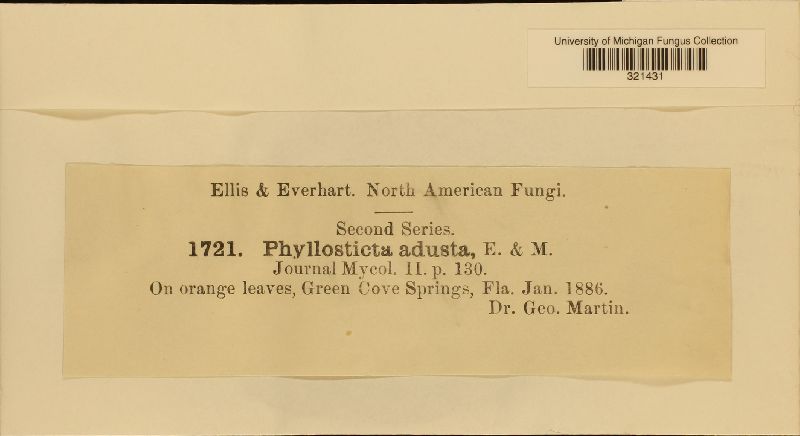 University of Michigan Fungus Collection
321431
Ellis & Everhart. North American Fungi.
Second Series.
1721. Phyllosticta adusta, E. & M.
Journal Mycol. II. p. 130.
On orange leaves, Green Cove Springs, Fla. Jan. 1886.
Dr. Geo. Martin.